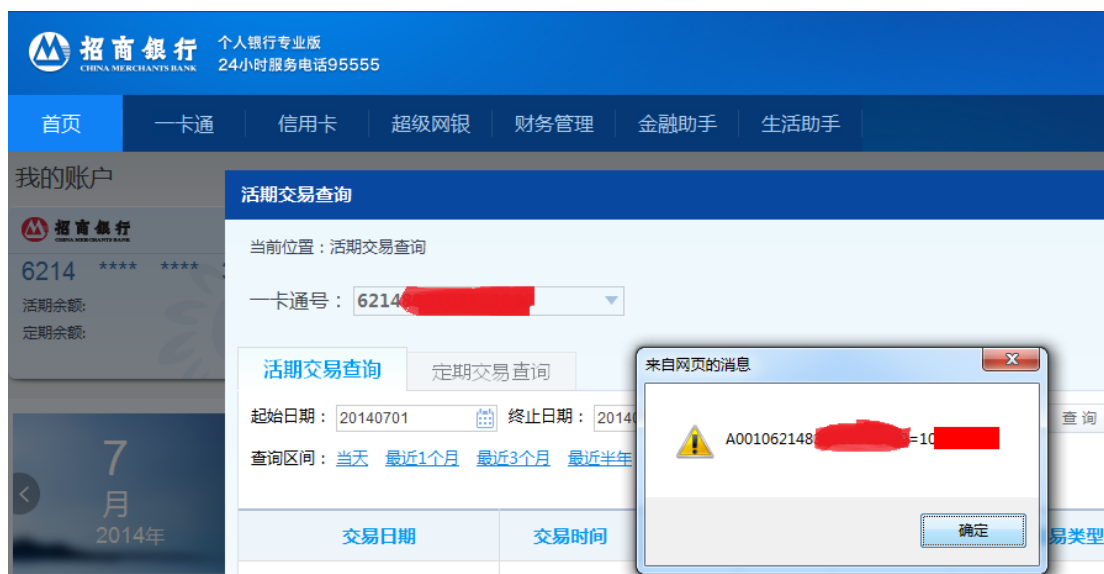 招商銀行
CHINA MERCHANTS BANK
个人银行专业版
24小时服务电话95555
首页 一卡通 信用卡 超级网银 财务管理 金融助手 生活助手
我的账户
招商銀行
CHINA MERCHANTS BANK
6214 **** ****
活期余额:
定期余额:
7
月
2014年
活期交易查询
当前位置：活期交易查询
一卡通号： 6214
活期交易查询 定期交易查询
起始日期： 20140701 终止日期： 2014 查询
查询区间： 当天 最近1个月 最近3个月 最近半年
交易日期 交易时间 易类型
来自网页的消息
A00106214 =10
确定